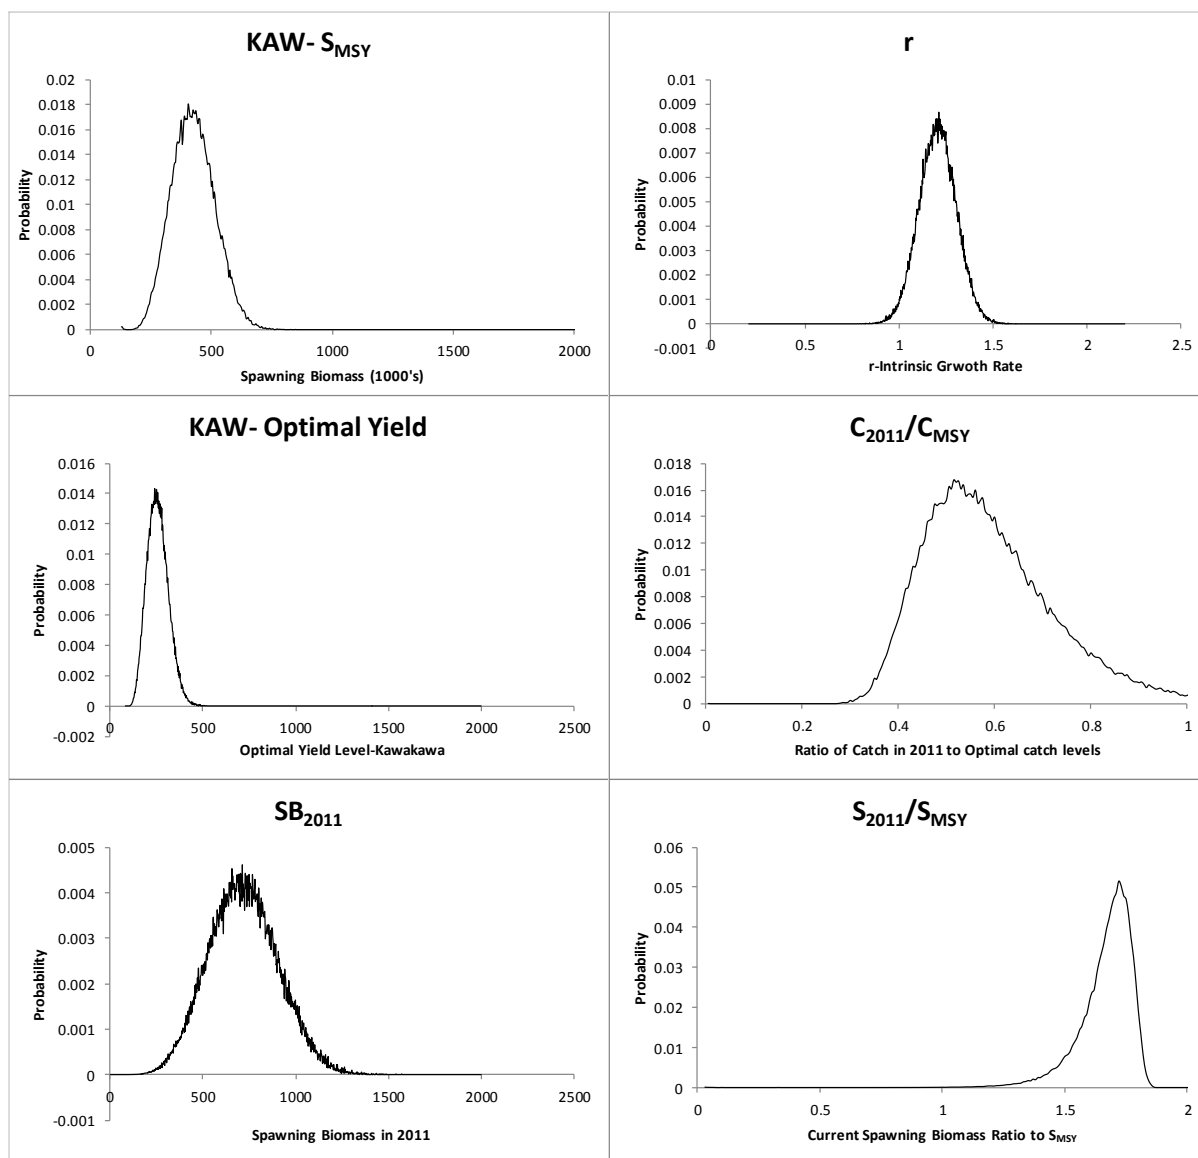 KAW- SMSY
0.02
0.018
0.016
0.014
0.012
0.01
0.008
0.006
0.004
0.002
0
Probability
0 500 1000 1500 2000
Spawning Biomass (1000's)
r
0.01
0.009
0.008
0.007
0.006
0.005
0.004
0.003
0.002
0.001
0
-0.001
Probability
0 0.5 1 1.5 2 2.5
r-Intrinsic Grwoth Rate
KAW- Optimal Yield
0.016
0.014
0.012
0.01
0.008
0.006
0.004
0.002
0
-0.002
Probability
0 500 1000 1500 2000 2500
Optimal Yield Level-Kawakawa
C2011/CMSY
0.018
0.016
0.014
0.012
0.01
0.008
0.006
0.004
0.002
0
Probability
0 0.2 0.4 0.6 0.8 1
Ratio of Catch in 2011 to Optimal catch levels
SB2011
0.005
0.004
0.003
0.002
0.001
0
-0.001
Probability
0 500 1000 1500 2000 2500
Spawning Biomass in 2011
S2011/SMSY
0.06
0.05
0.04
0.03
0.02
0.01
0
Probability
0 0.5 1 1.5 2
Current Spawning Biomass Ratio to SMSY